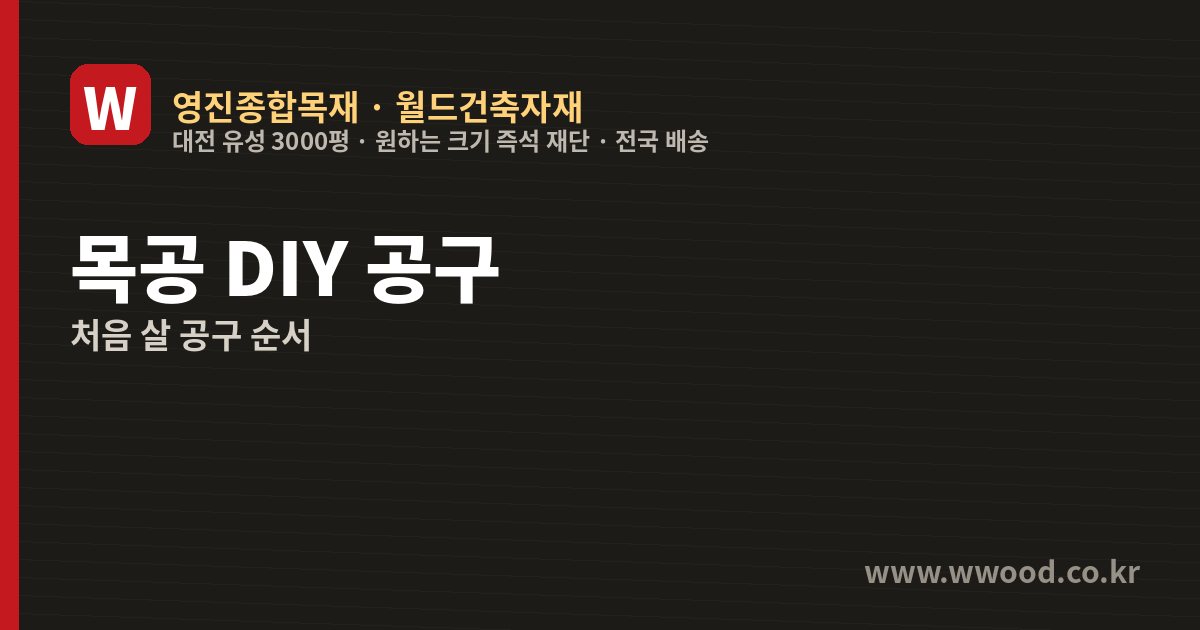 W
영진종합목재 · 월드건축자재
대전 유성 3000평 · 원하는 크기 즉석 재단 · 전국 배송
목공 DIY 공구
처음 살 공구 순서
www.wwood.co.kr